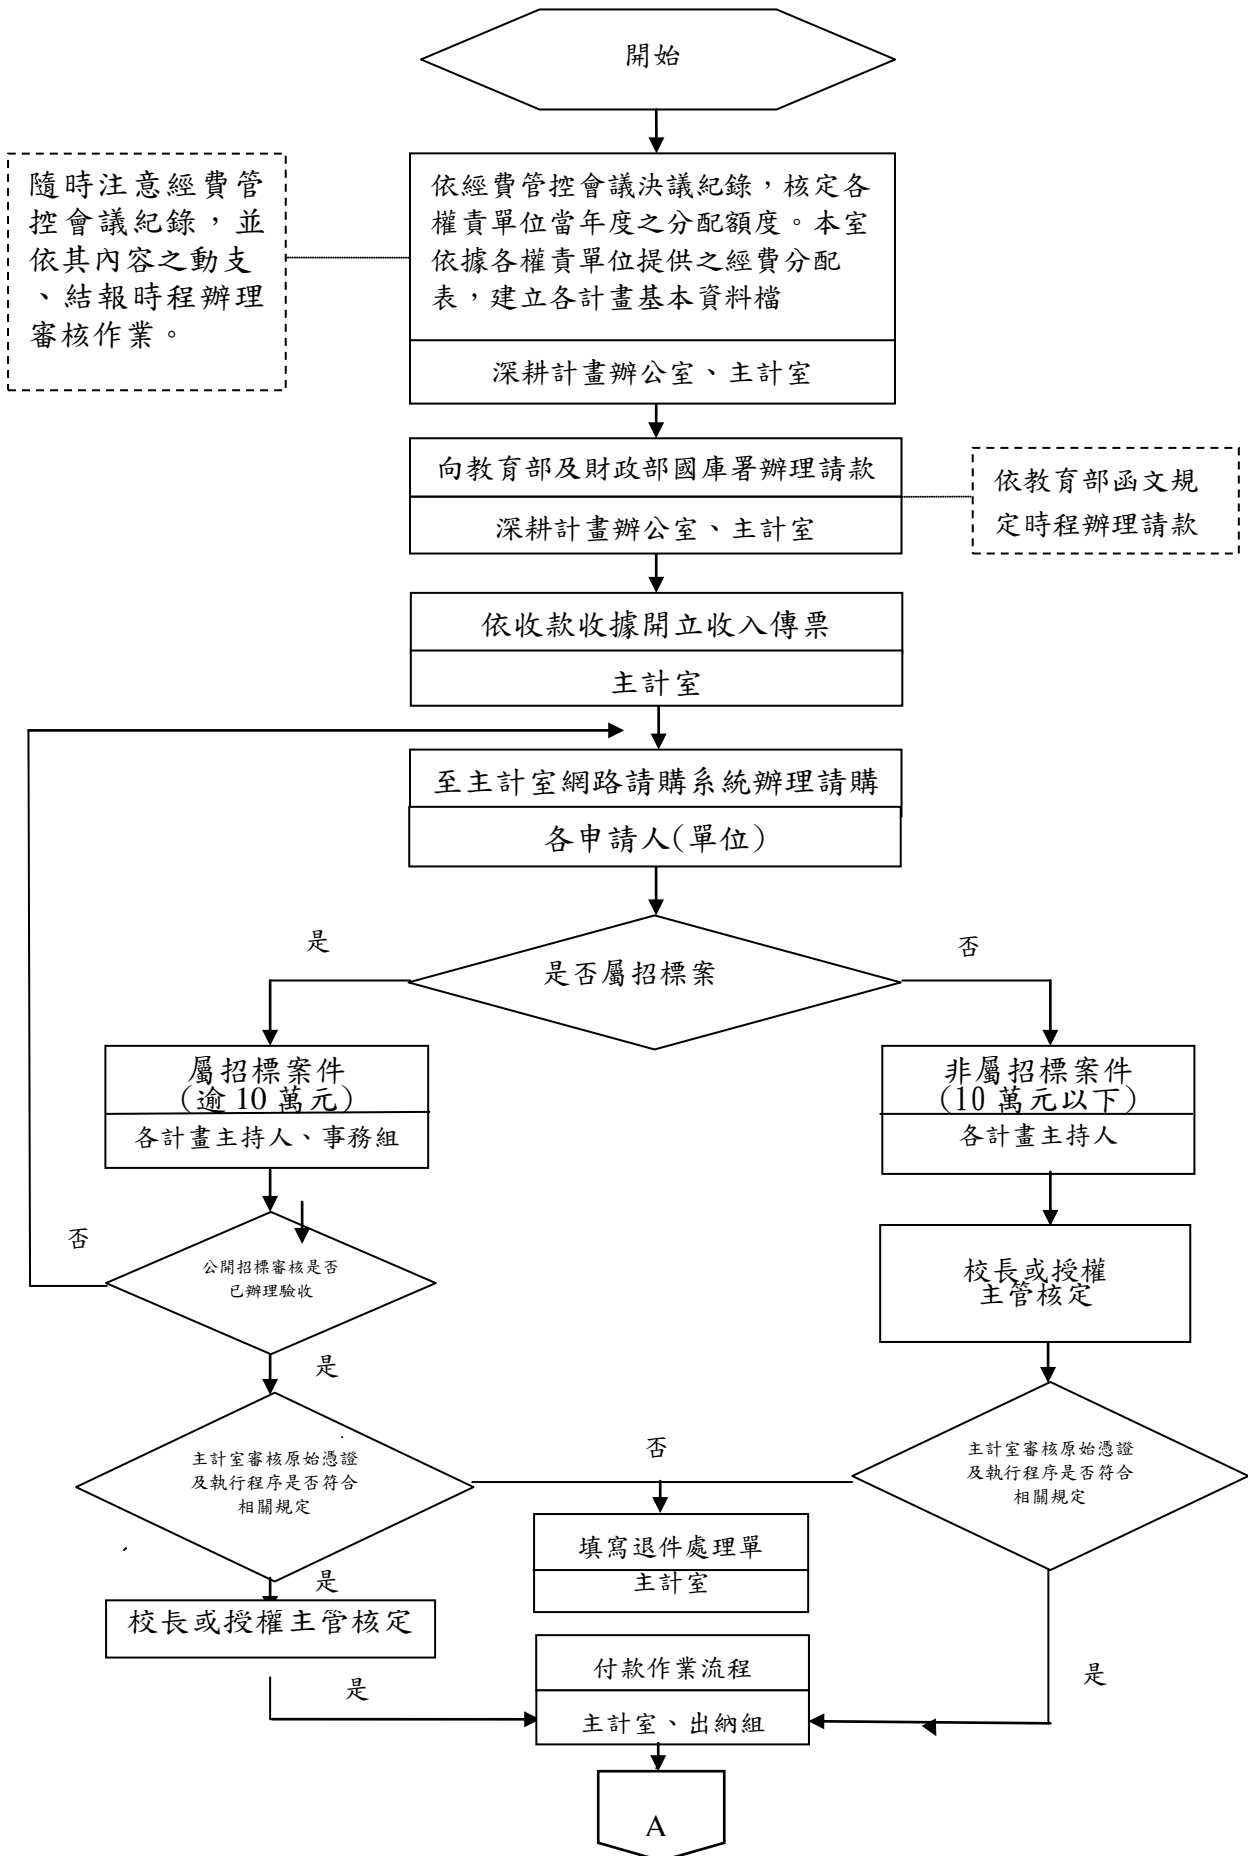 開始
隨時注意經費管
控會議紀錄，並
依其內容之動支
、結報時程辦理
審核作業。
依經費管控會議決議紀錄，核定各
權責單位當年度之分配額度。本室
依據各權責單位提供之經費分配
表，建立各計畫基本資料檔
深耕計畫辦公室、主計室
向教育部及財政部國庫署辦理請款
深耕計畫辦公室、主計室
依教育部函文規
定時程辦理請款
依收款收據開立收入傳票
主計室
至主計室網路請購系統辦理請購
各申請人(單位)
是
是否屬招標案
否
屬招標案件
(逾 10 萬元)
各計畫主持人、事務組
非屬招標案件
(10 萬元以下)
各計畫主持人
否
公開招標審核是否
已辦理驗收
校長或授權
主管核定
是
主計室審核原始憑證
及執行程序是否符合
相關規定
否
主計室審核原始憑證
及執行程序是否符合
相關規定
填寫退件處理單
主計室
是
校長或授權主管核定
是
付款作業流程
主計室、出納組
是
A